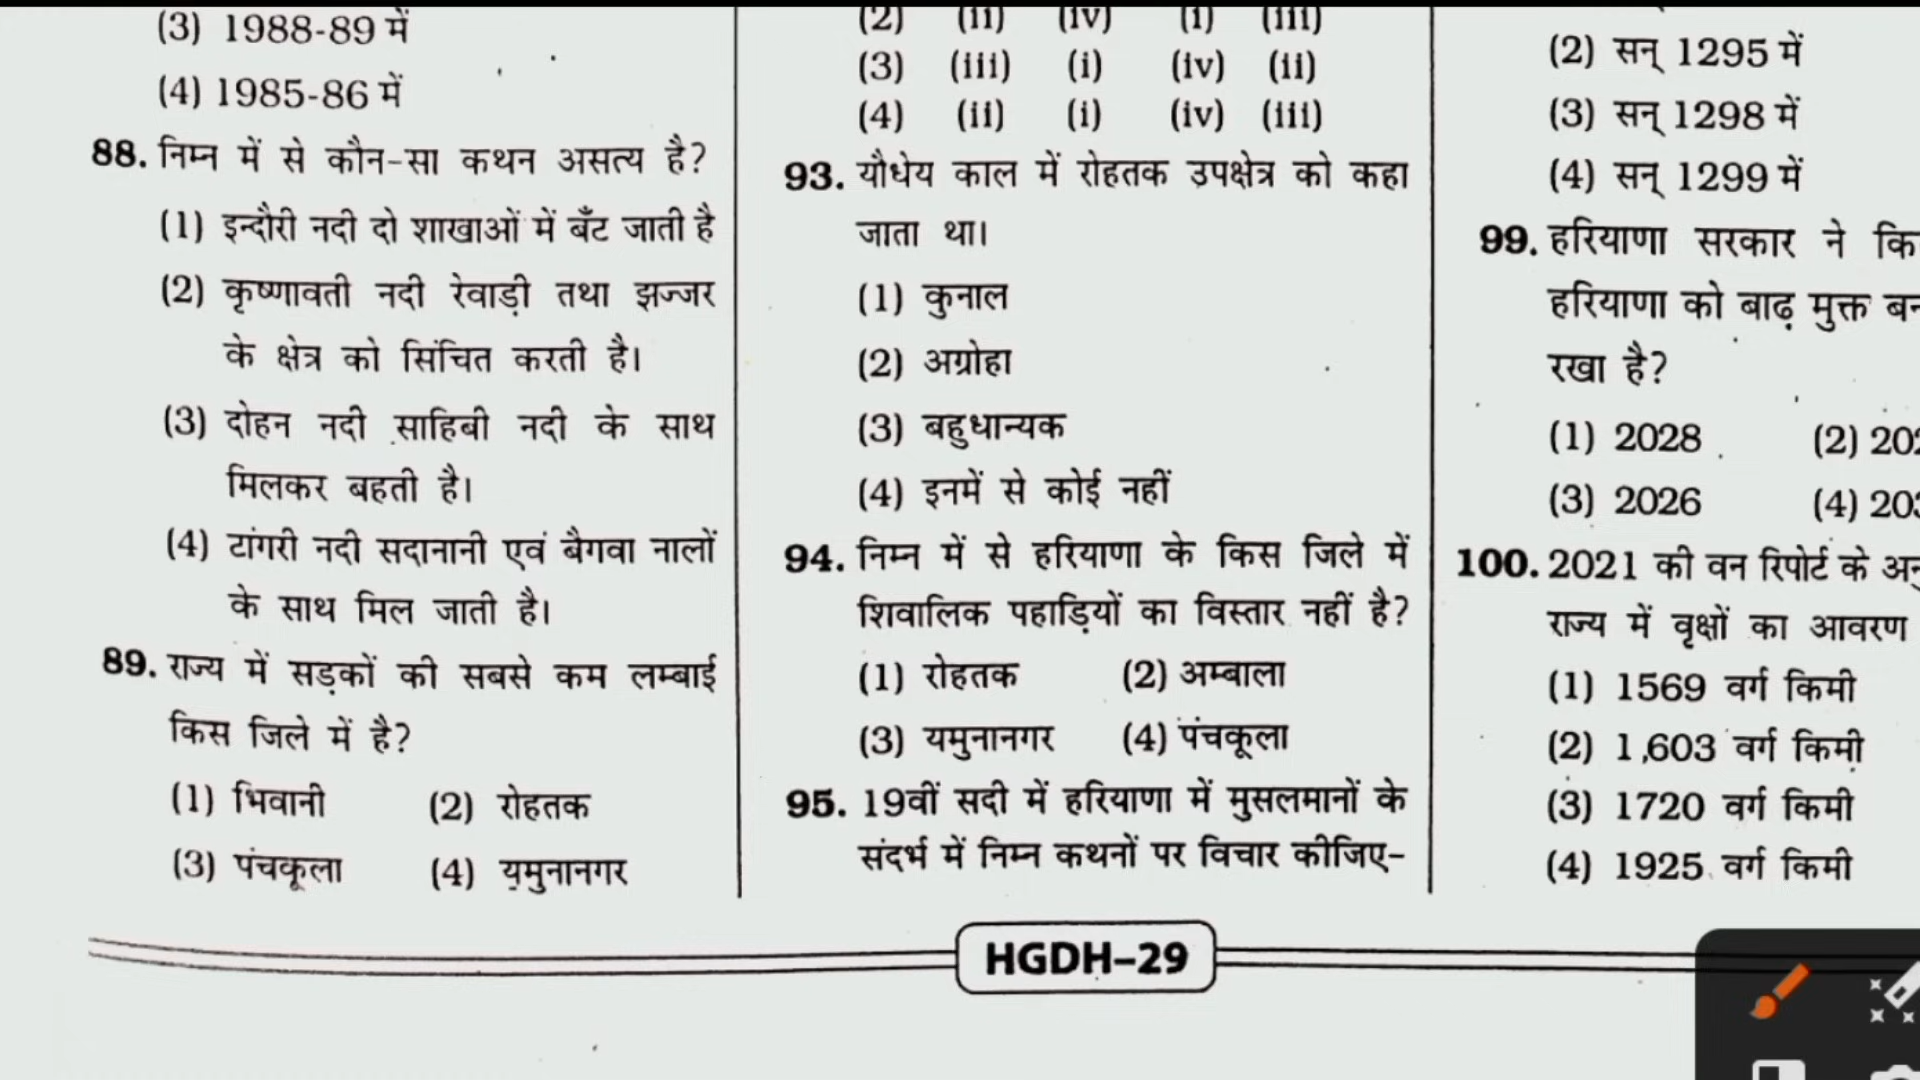 (3) 1988-89 में
(4) 1985-86 में
88. निम्न में से कौन-सा कथन असत्य है?
(1) इन्दौरी नदी दो शाखाओं में बँट जाती है
(2) कृष्णावती नदी रेवाड़ी तथा झज्जर
के क्षेत्र को सिंचित करती है।
(3) दोहन नदी साहिबी नदी के साथ
मिलकर बहती है।
(4) टांगरी नदी सदानानी एवं बैगवा नालों
के साथ मिल जाती है।
89. राज्य में सड़कों की सबसे कम लम्बाई
किस जिले में है?
(1) भिवानी (2) रोहतक
(3) पंचकूला (4) यमुनानगर
(2) (ii) (iv) (i) (iii)
(3) (iii) (i) (iv) (ii)
(4) (ii) (i) (iv) (iii)
93. यौधेय काल में रोहतक उपक्षेत्र को कहा
जाता था।
(1) कुनाल
(2) अग्रोहा
(3) बहुधान्यक
(4) इनमें से कोई नहीं
94. निम्न में से हरियाणा के किस जिले में
शिवालिक पहाड़ियों का विस्तार नहीं है?
(1) रोहतक (2) अम्बाला
(3) यमुनानगर (4) पंचकूला
95. 19वीं सदी में हरियाणा में मुसलमानों के
संदर्भ में निम्न कथनों पर विचार कीजिए-
(2) सन् 1295 में
(3) सन् 1298 में
(4) सन् 1299 में
99. हरियाणा सरकार ने
हरियाणा को बाढ़ मुक्त
रखा है?
(1) 2028 (2)
(3) 2026 (4)
100. 2021 की वन रिपोर्ट के
राज्य में वृक्षों का आवरण
(1) 1569 वर्ग किमी
(2) 1,603 वर्ग किमी
(3) 1720 वर्ग किमी
(4) 1925 वर्ग किमी
HGDH-29